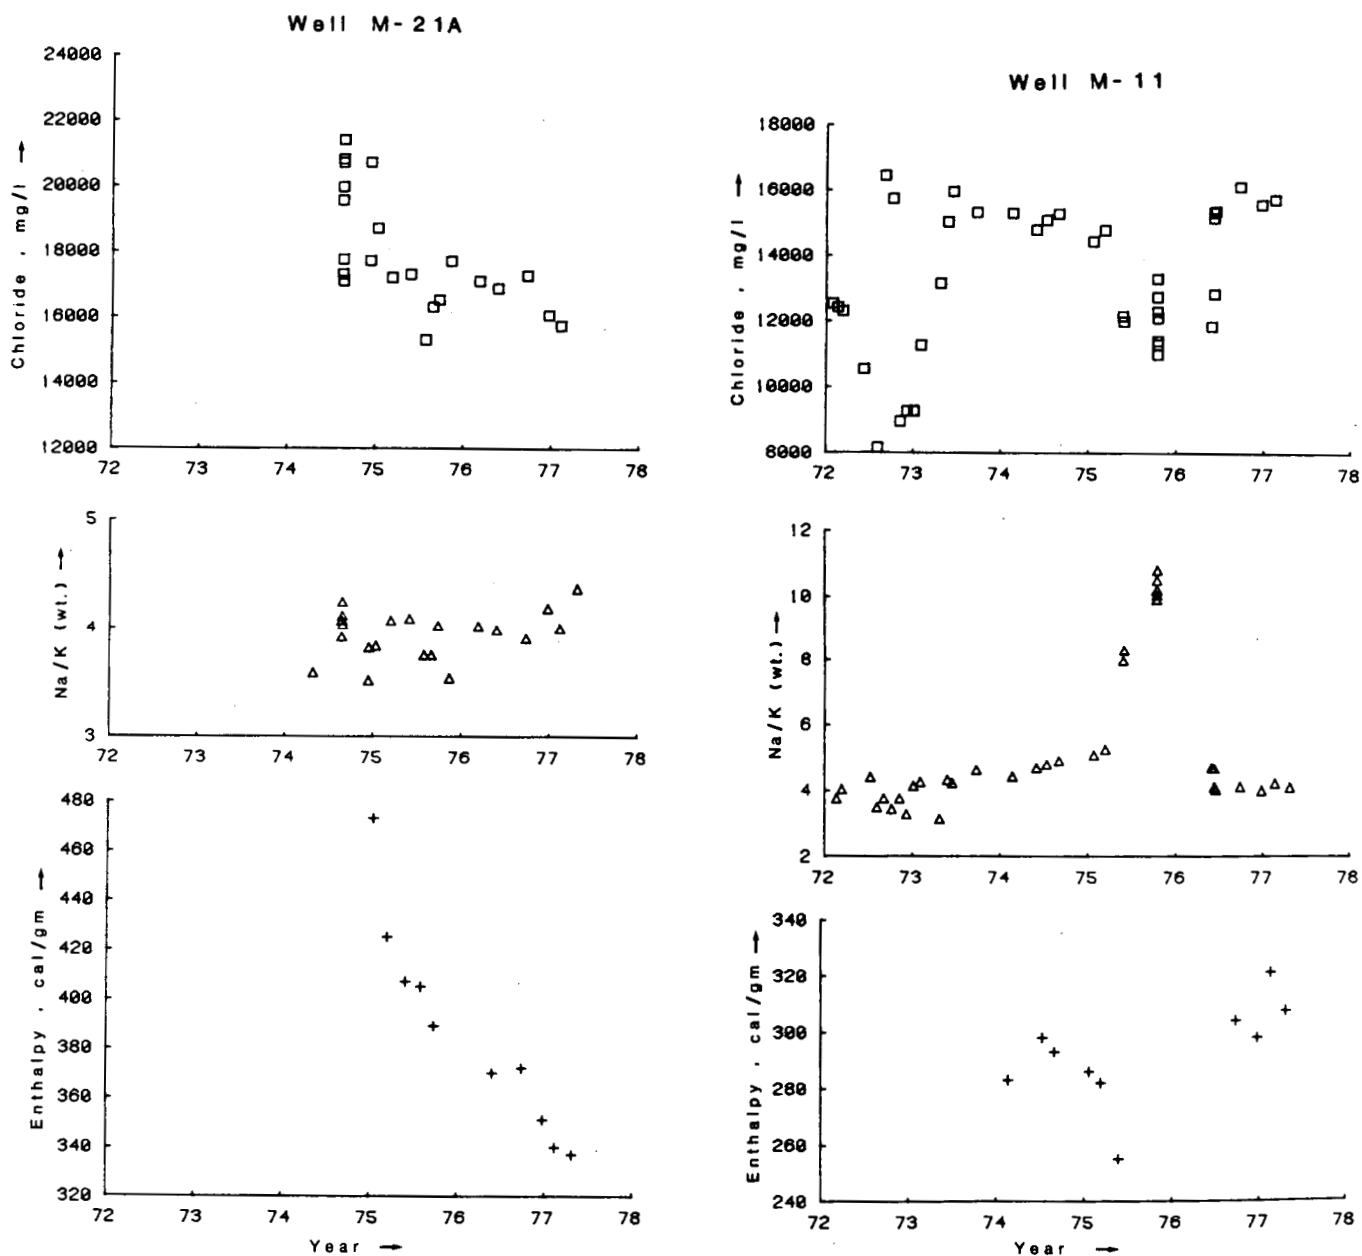 Well M-21A
24000
22000
20000
18000
16000
14000
12000
Chloride , mg/l →
72 73 74 75 76 77 78
5
4
3
Na/K (wt.) →
72 73 74 75 76 77 78
480
460
440
420
400
380
360
340
320
Enthalpy , cal/gm →
72 73 74 75 76 77 78
Year →
Well M-11
18000
16000
14000
12000
10000
8000
Chloride , mg/l →
72 73 74 75 76 77 78
12
10
8
6
4
2
Na/K (wt.) →
72 73 74 75 76 77 78
340
320
300
280
260
240
Enthalpy , cal/gm →
72 73 74 75 76 77 78
Year →